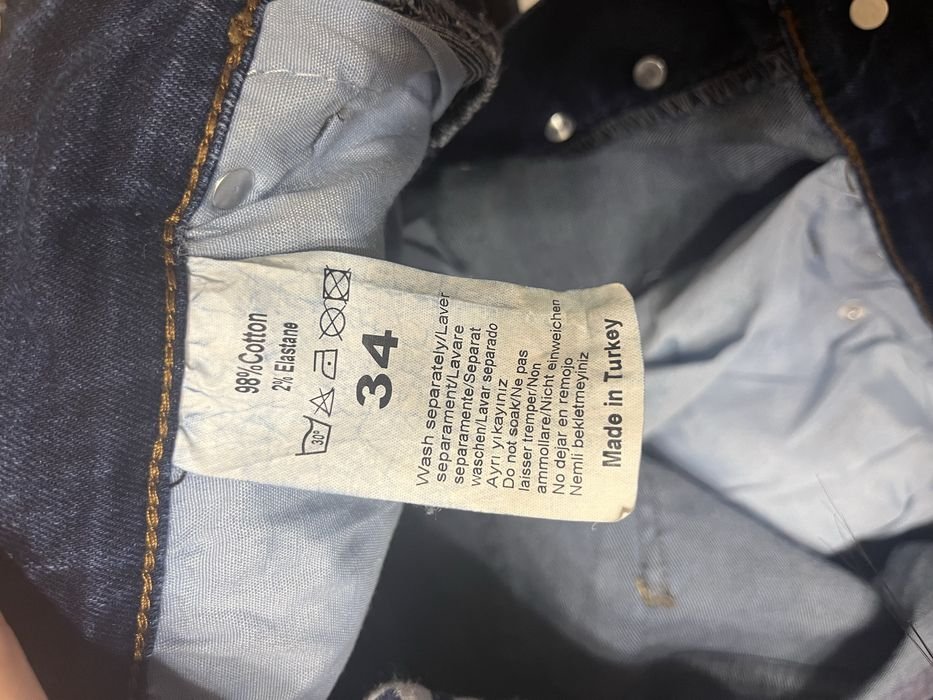 98%Cotton
2% Elastane
30°
34
Wash separately/Laver
separament/Lavare
separamente/Separat
waschen/Lavar separado
Ayrı yıkayınız
Do not soak/Ne pas
laisser tremper/Non
ammollare/Nicht einweichen
No dejar en remojo
Nemli bekletmeyiniz
Made in Turkey